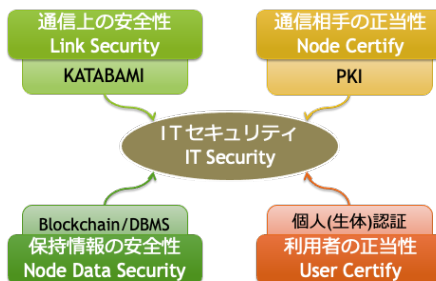 通信上の安全性
Link Security
KATABAMI
通信相手の正当性
Node Certify
PKI
ITセキュリティ
IT Security
Blockchain/DBMS
保持情報の安全性
Node Data Security
個人(生体)認証
利用者の正当性
User Certify